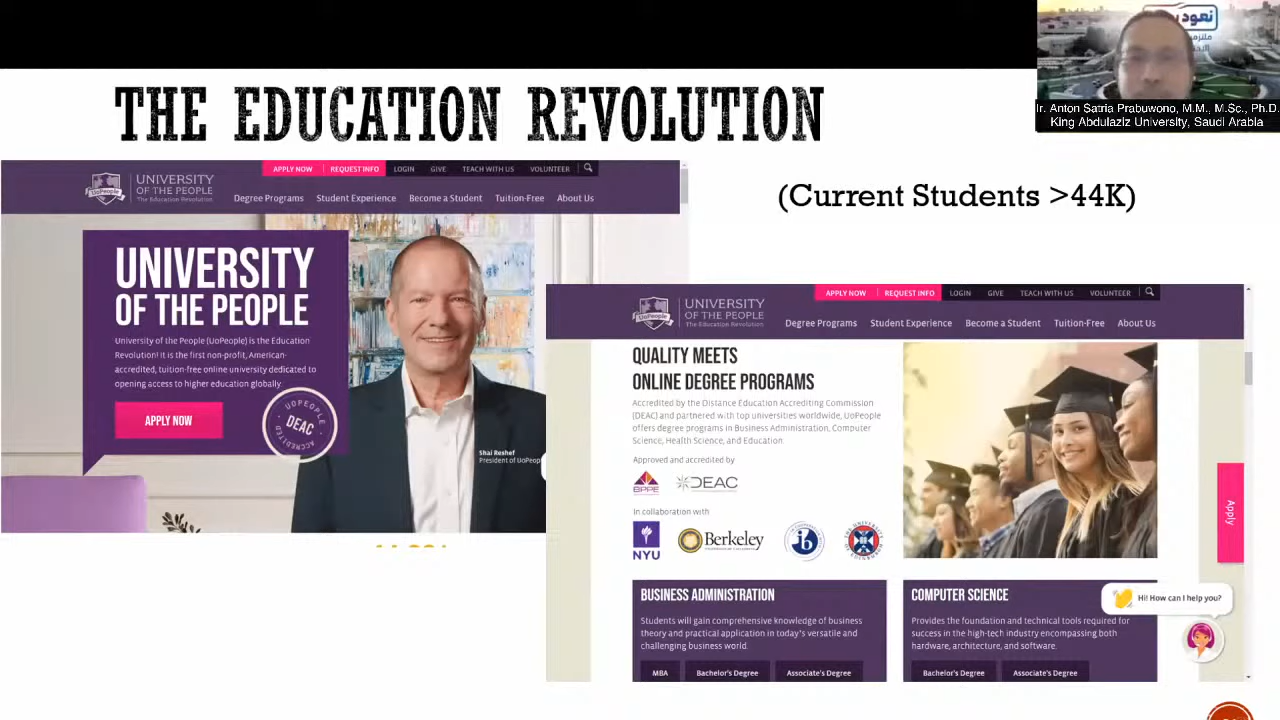 نعود ب
ملتزم
الاح
Ir. Anton Satria Prabuwono, M.M., M.Sc., Ph.D.
King Abdulaziz University, Saudi Arabia
THE EDUCATION REVOLUTION
(Current Students >44K)
APPLY NOW REQUEST INFO LOGIN GIVE TEACH WITH US VOLUNTEER
UoPeople
UNIVERSITY
OF THE PEOPLE
The Education Revolution
Degree Programs Student Experience Become a Student Tuition-Free About Us
UNIVERSITY
OF THE PEOPLE
University of the People (UoPeople) is the Education
Revolution! It is the first non-profit, American-
accredited, tuition-free online university dedicated to
opening access to higher education globally
APPLY NOW
UOPEOPLE
DEAC
ACCREDITED
Shai Reshef
President of UoPeop
APPLY NOW REQUEST INFO LOGIN GIVE TEACH WITH US VOLUNTEER
UoPeople
UNIVERSITY
OF THE PEOPLE
The Education Revolution
Degree Programs Student Experience Become a Student Tuition-Free About Us
QUALITY MEETS
ONLINE DEGREE PROGRAMS
Accredited by the Distance Education Accrediting Commission
(DEAC) and partnered with top universities worldwide, UoPeople
offers degree programs in Business Administration, Computer
Science, Health Science, and Education.
Approved and accredited by
BPPE
DEAC
In collaboration with
NYU
Berkeley
ib
Apply
BUSINESS ADMINISTRATION
Students will gain comprehensive knowledge of business
theory and practical application in today's versatile and
challenging business world.
MBA Bachelor's Degree Associate's Degree
COMPUTER SCIENCE
Provides the foundation and technical tools required for
success in the high-tech industry encompassing both
hardware, architecture, and software.
Bachelor's Degree Associate's Degree
Hi! How can I help you?